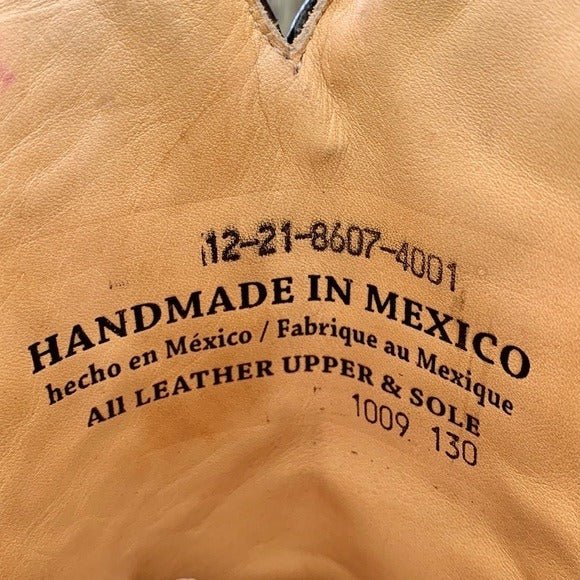 12-21-8607-4001
HANDMADE IN MEXICO
hecho en México / Fabrique au Mexique
All LEATHER UPPER & SOLE
1009 130